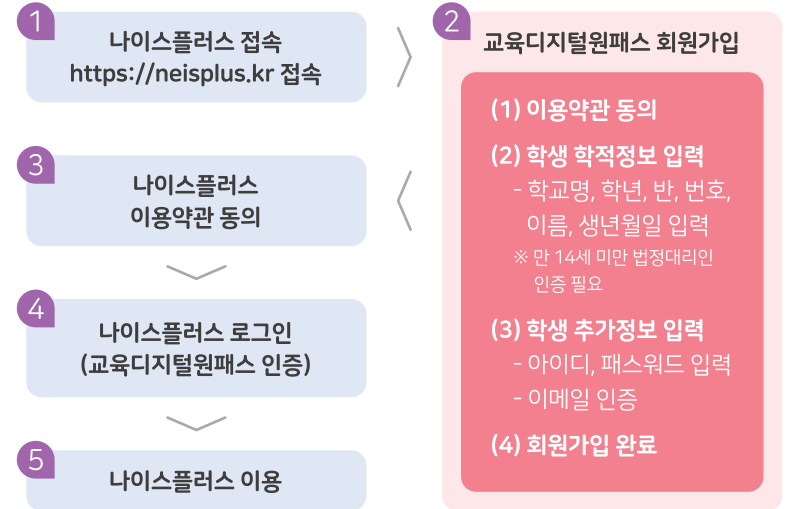 1
나이스플러스 접속
https://neisplus.kr 접속
2
교육디지털원패스 회원가입
(1) 이용약관 동의
(2) 학생 학적정보 입력
- 학교명, 학년, 반, 번호,
이름, 생년월일 입력
※ 만 14세 미만 법정대리인
인증 필요
(3) 학생 추가정보 입력
- 아이디, 패스워드 입력
- 이메일 인증
(4) 회원가입 완료
3
나이스플러스
이용약관 동의
4
나이스플러스 로그인
(교육디지털원패스 인증)
5
나이스플러스 이용